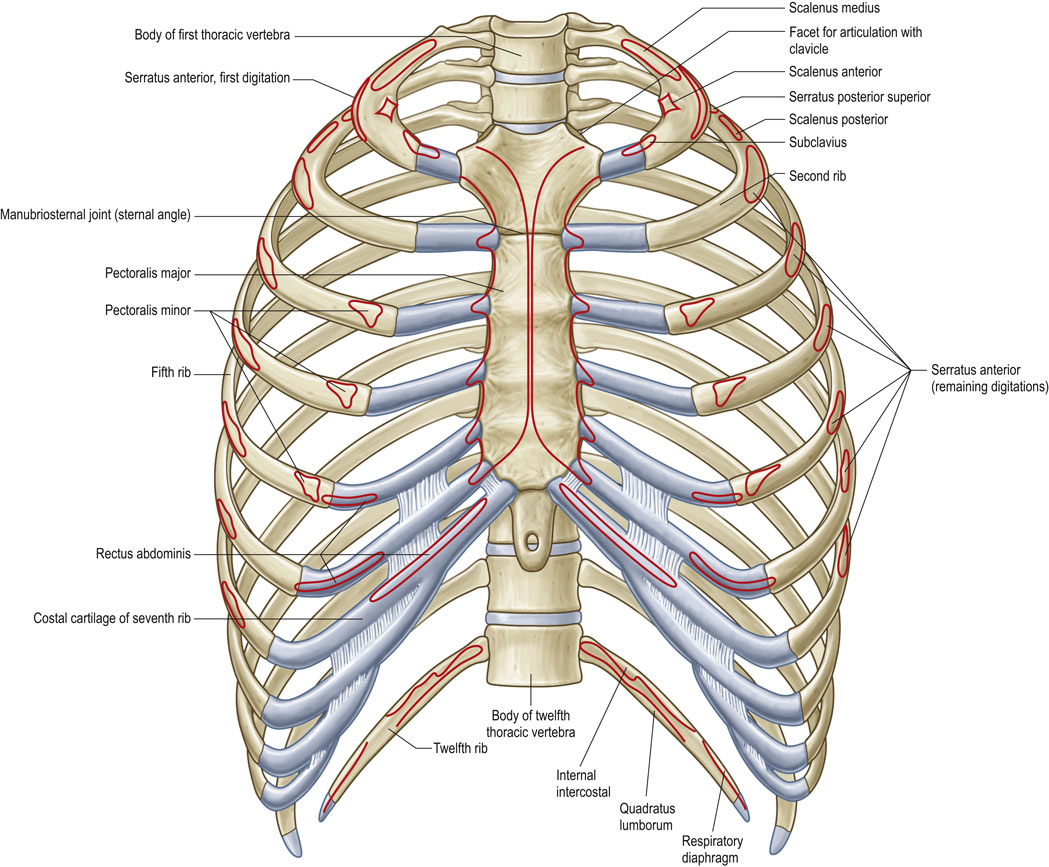 Body of first thoracic vertebra
Serratus anterior, first digitation
Manubriosternal joint (sternal angle)
Pectoralis major
Pectoralis minor
Fifth rib
Rectus abdominis
Costal cartilage of seventh rib
Twelfth rib
Body of twelfth
thoracic vertebra
Scalenus medius
Facet for articulation with
clavicle
Scalenus anterior
Serratus posterior superior
Scalenus posterior
Subclavius
Second rib
Serratus anterior
(remaining digitations)
Internal
intercostal
Quadratus
lumborum
Respiratory
diaphragm